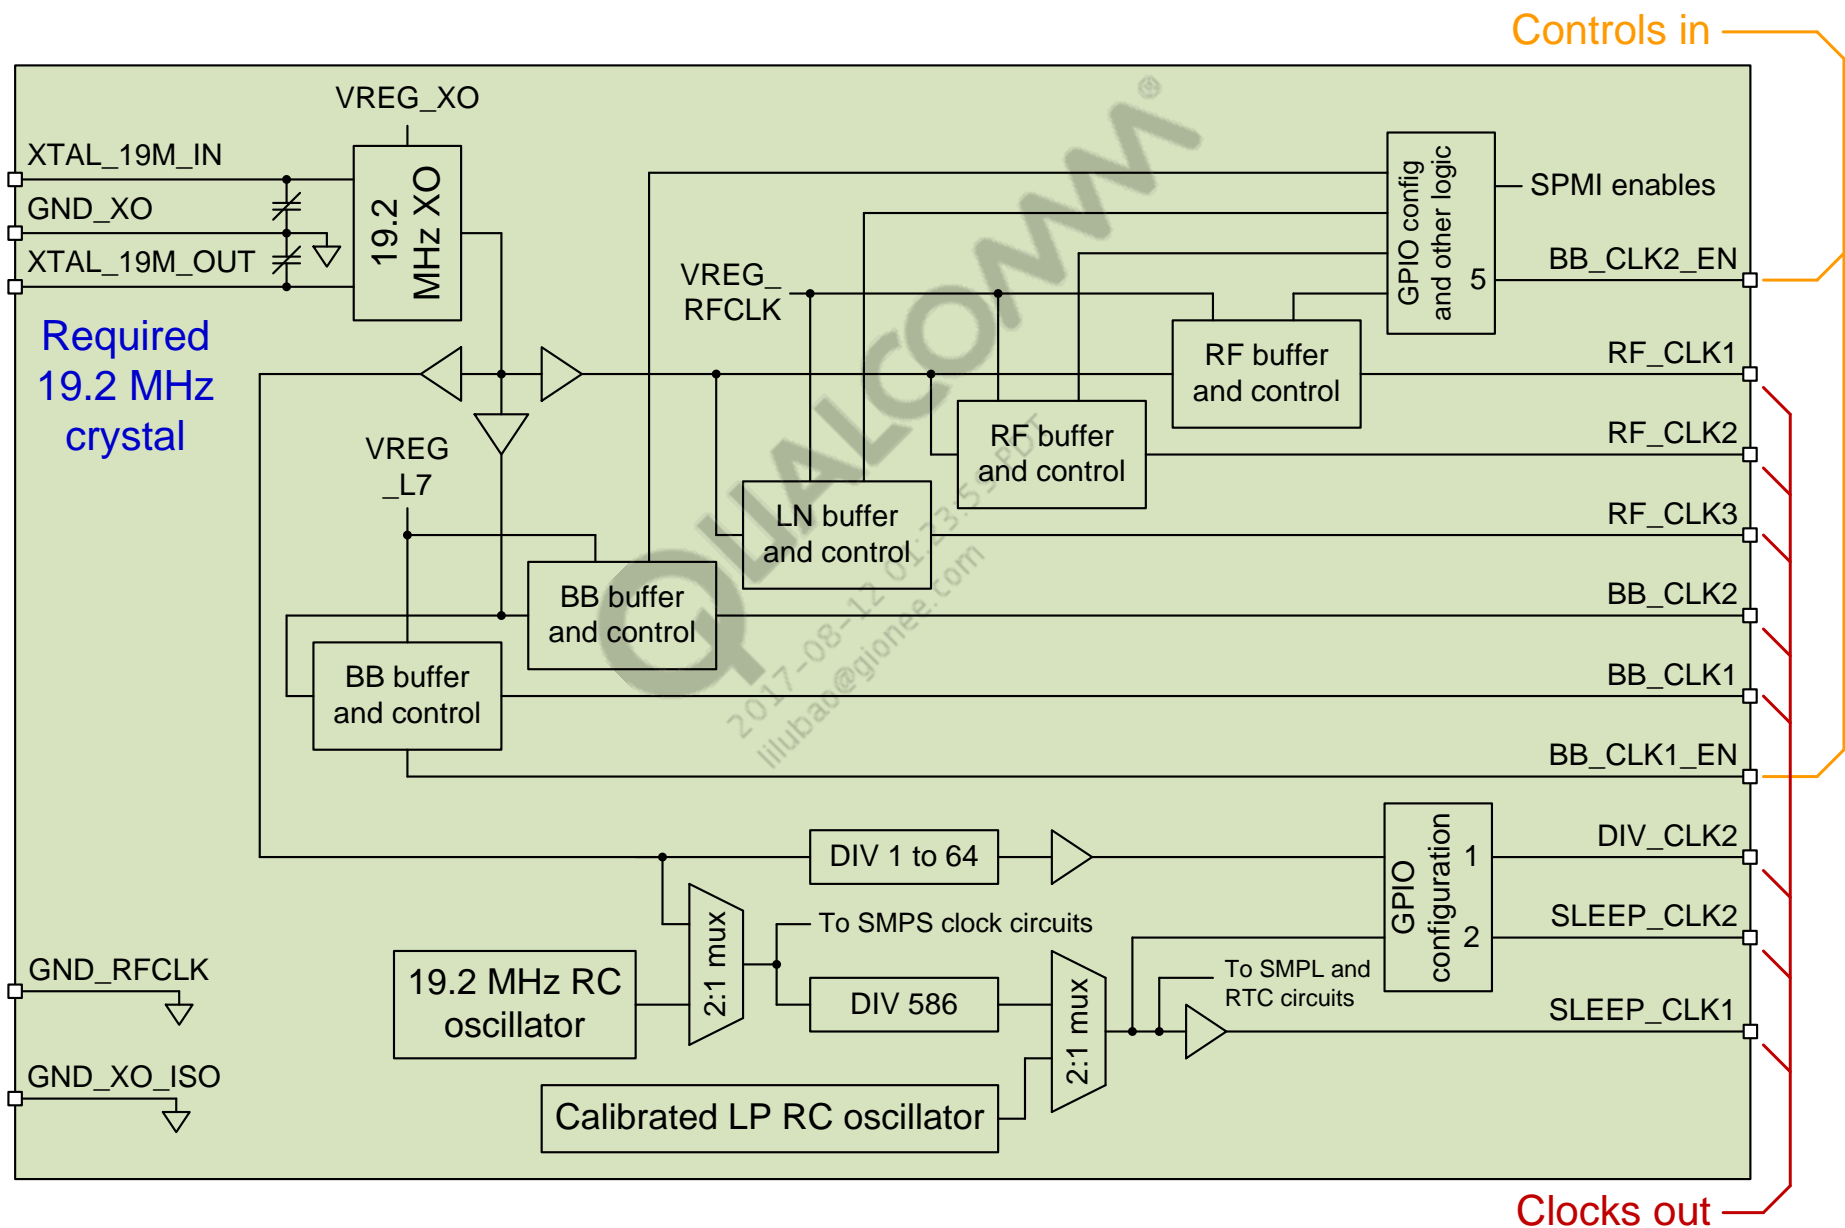 Controls in
VREG_XO
XTAL_19M_IN
GND_XO
XTAL_19M_OUT
19.2
MHz XO
Required
19.2 MHz
crystal
GPIO config
and other logic
5
SPMI enables
BB_CLK2_EN
VREG_
RFCLK
RF buffer
and control
RF_CLK1
RF buffer
and control
RF_CLK2
VREG
_L7
LN buffer
and control
RF_CLK3
BB buffer
and control
BB_CLK2
BB buffer
and control
BB_CLK1
BB_CLK1_EN
QUALCOMM®
2017-08-12 01:23:59 PDT
lilubao@gionee.com
DIV 1 to 64
GPIO
configuration
1
2
DIV_CLK2
2:1 mux
To SMPS clock circuits
SLEEP_CLK2
GND_RFCLK
19.2 MHz RC
oscillator
DIV 586
2:1 mux
To SMPL and
RTC circuits
SLEEP_CLK1
GND_XO_ISO
Calibrated LP RC oscillator
Clocks out